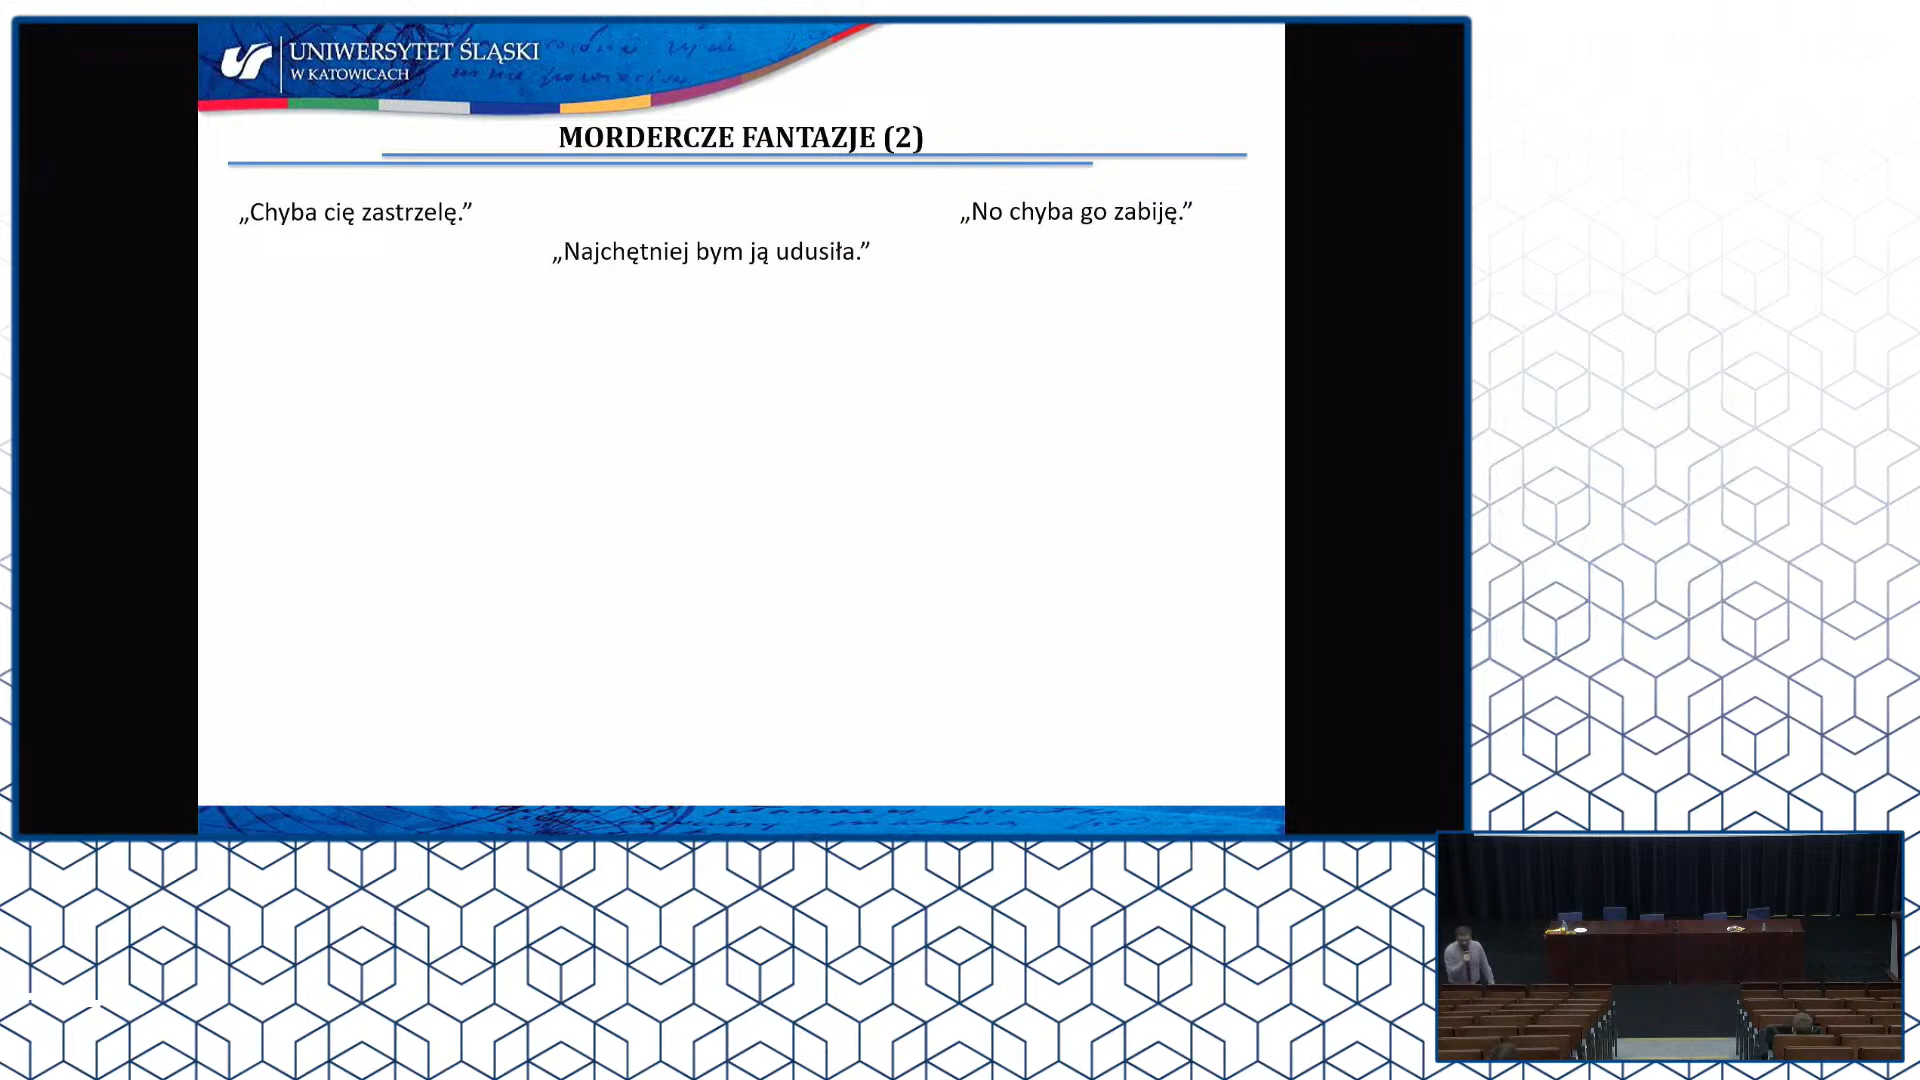 UNIWERSYTET ŚLĄSKI
W KATOWICACH
MORDERCZE FANTAZJE (2)
„Chyba cię zastrzelę.”
„No chyba go zabiję.”
„Najchętniej bym ją udusiła.”